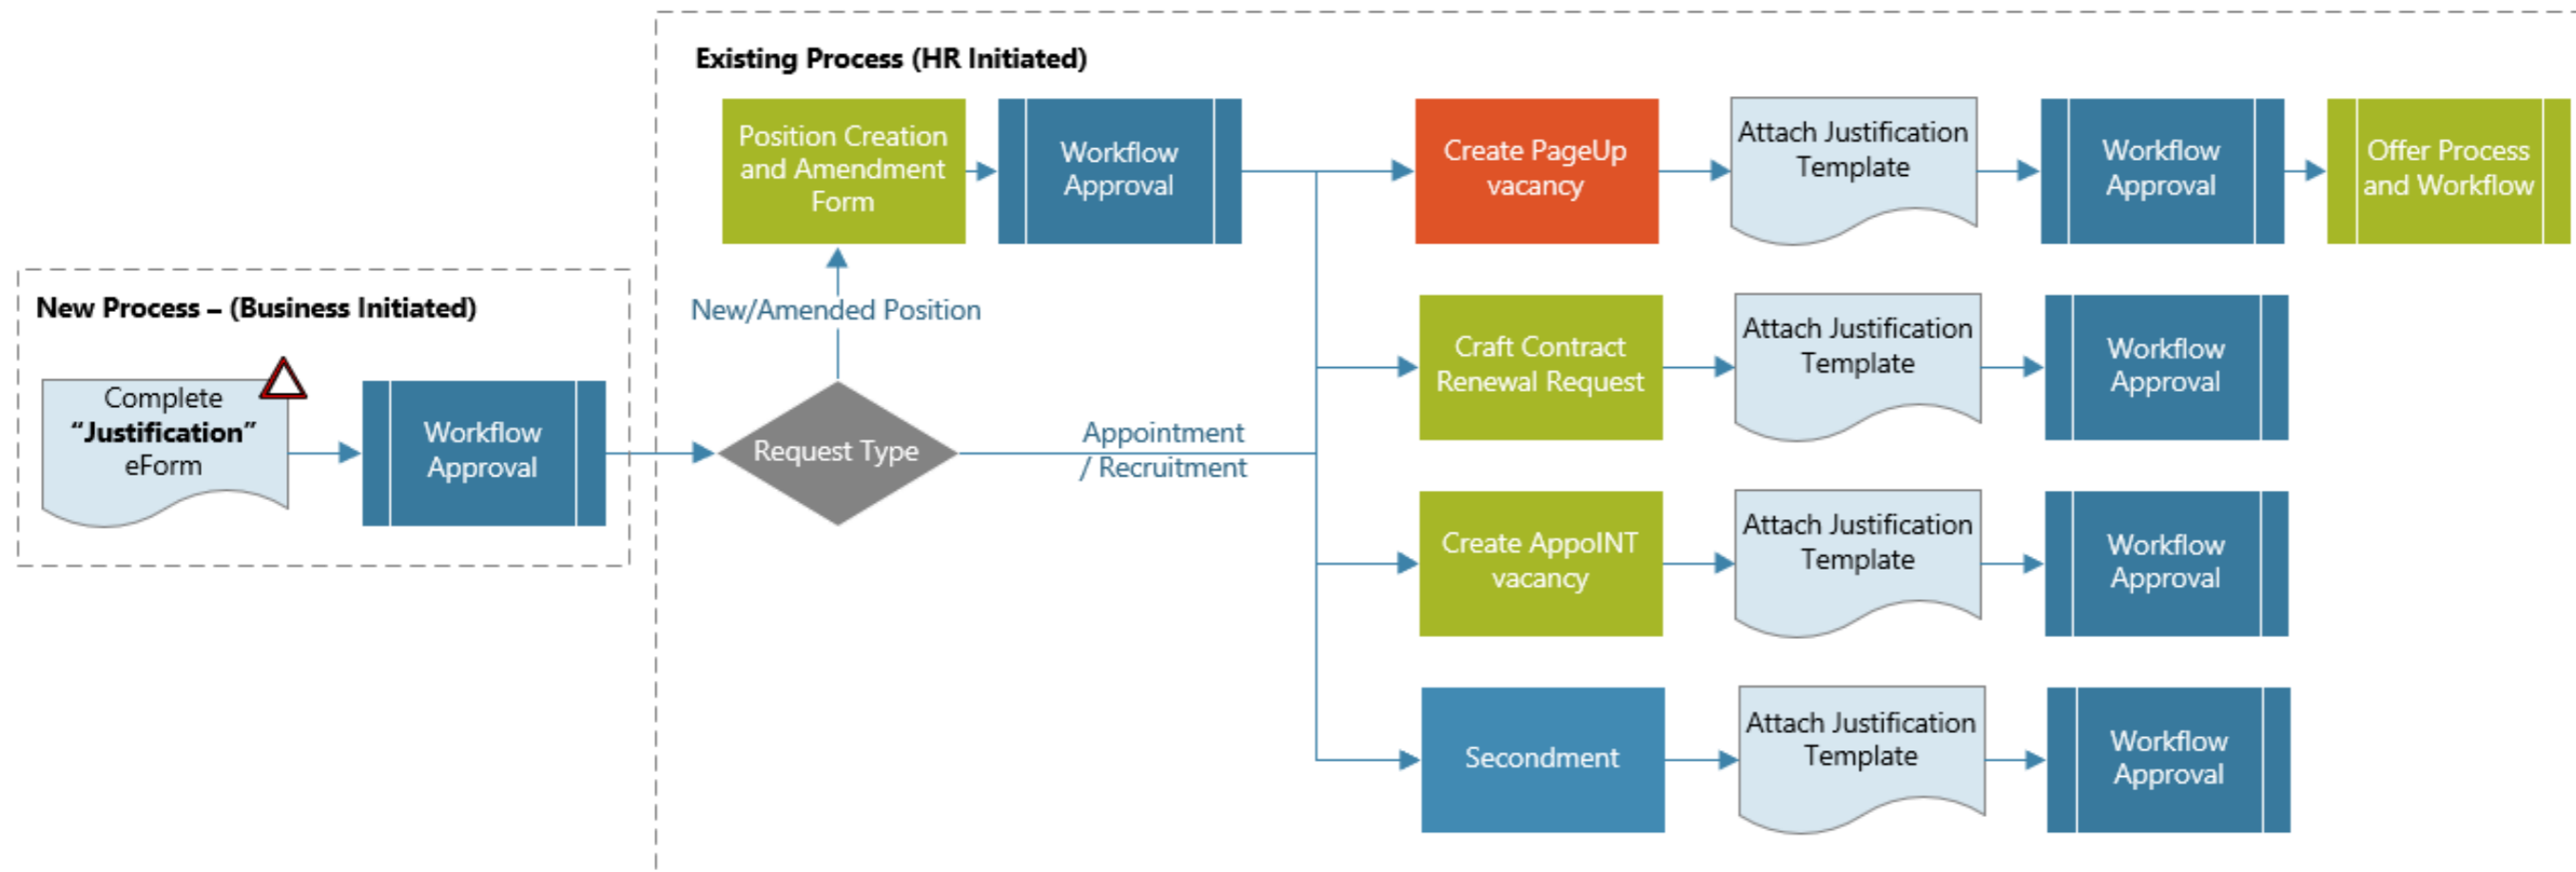 Existing Process (HR Initiated)
Position Creation
and Amendment
Form
Workflow
Approval
Create PageUp
vacancy
Attach Justification
Template
Workflow
Approval
Offer Process
and Workflow
New Process – (Business Initiated)
Complete
“Justification”
eForm
Workflow
Approval
New/Amended Position
Request Type
Appointment
/ Recruitment
Craft Contract
Renewal Request
Attach Justification
Template
Workflow
Approval
Create AppoINT
vacancy
Attach Justification
Template
Workflow
Approval
Secondment
Attach Justification
Template
Workflow
Approval